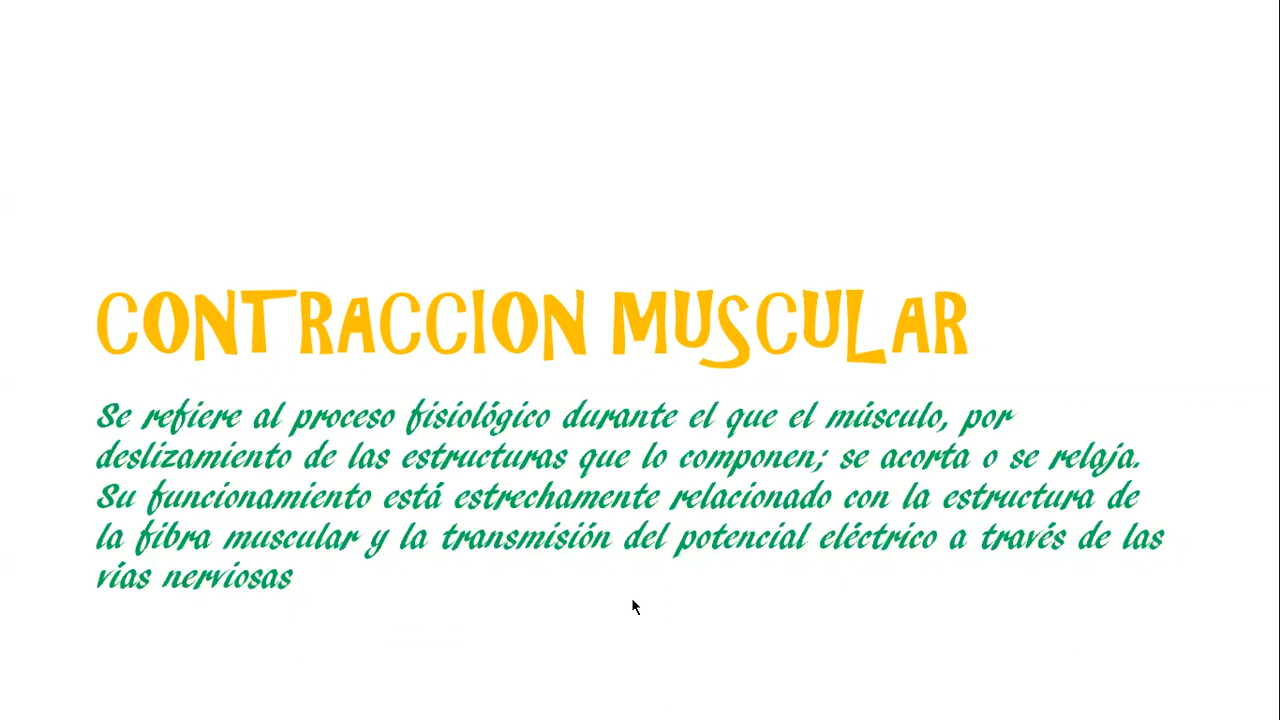 CONTRACCION MUSCULAR
Se refiere al proceso fisiológico durante el que el músculo, por
deslizamiento de las estructuras que lo componen; se acorta o se relaja.
Su funcionamiento está estrechamente relacionado con la estructura de
la fibra muscular y la transmisión del potencial eléctrico a través de las
vías nerviosas